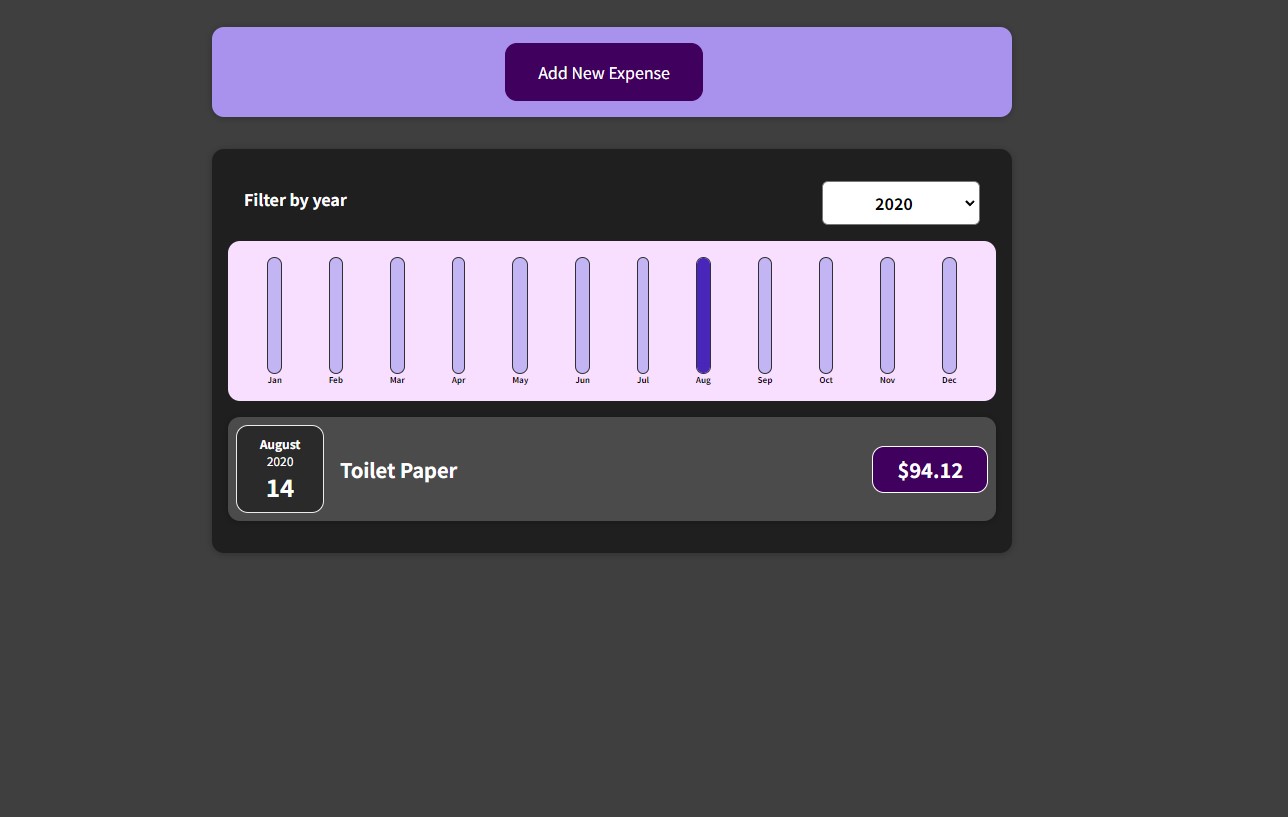 Add New Expense
Filter by year
2020
Jan Feb Mar Apr May Jun Jul Aug Sep Oct Nov Dec
August
2020
14
Toilet Paper
$94.12